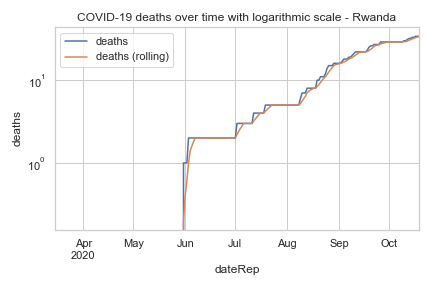 COVID-19 deaths over time with logarithmic scale - Rwanda
deaths
deaths (rolling)
deaths
10¹
10⁰
Apr May Jun Jul Aug Sep Oct
2020
dateRep